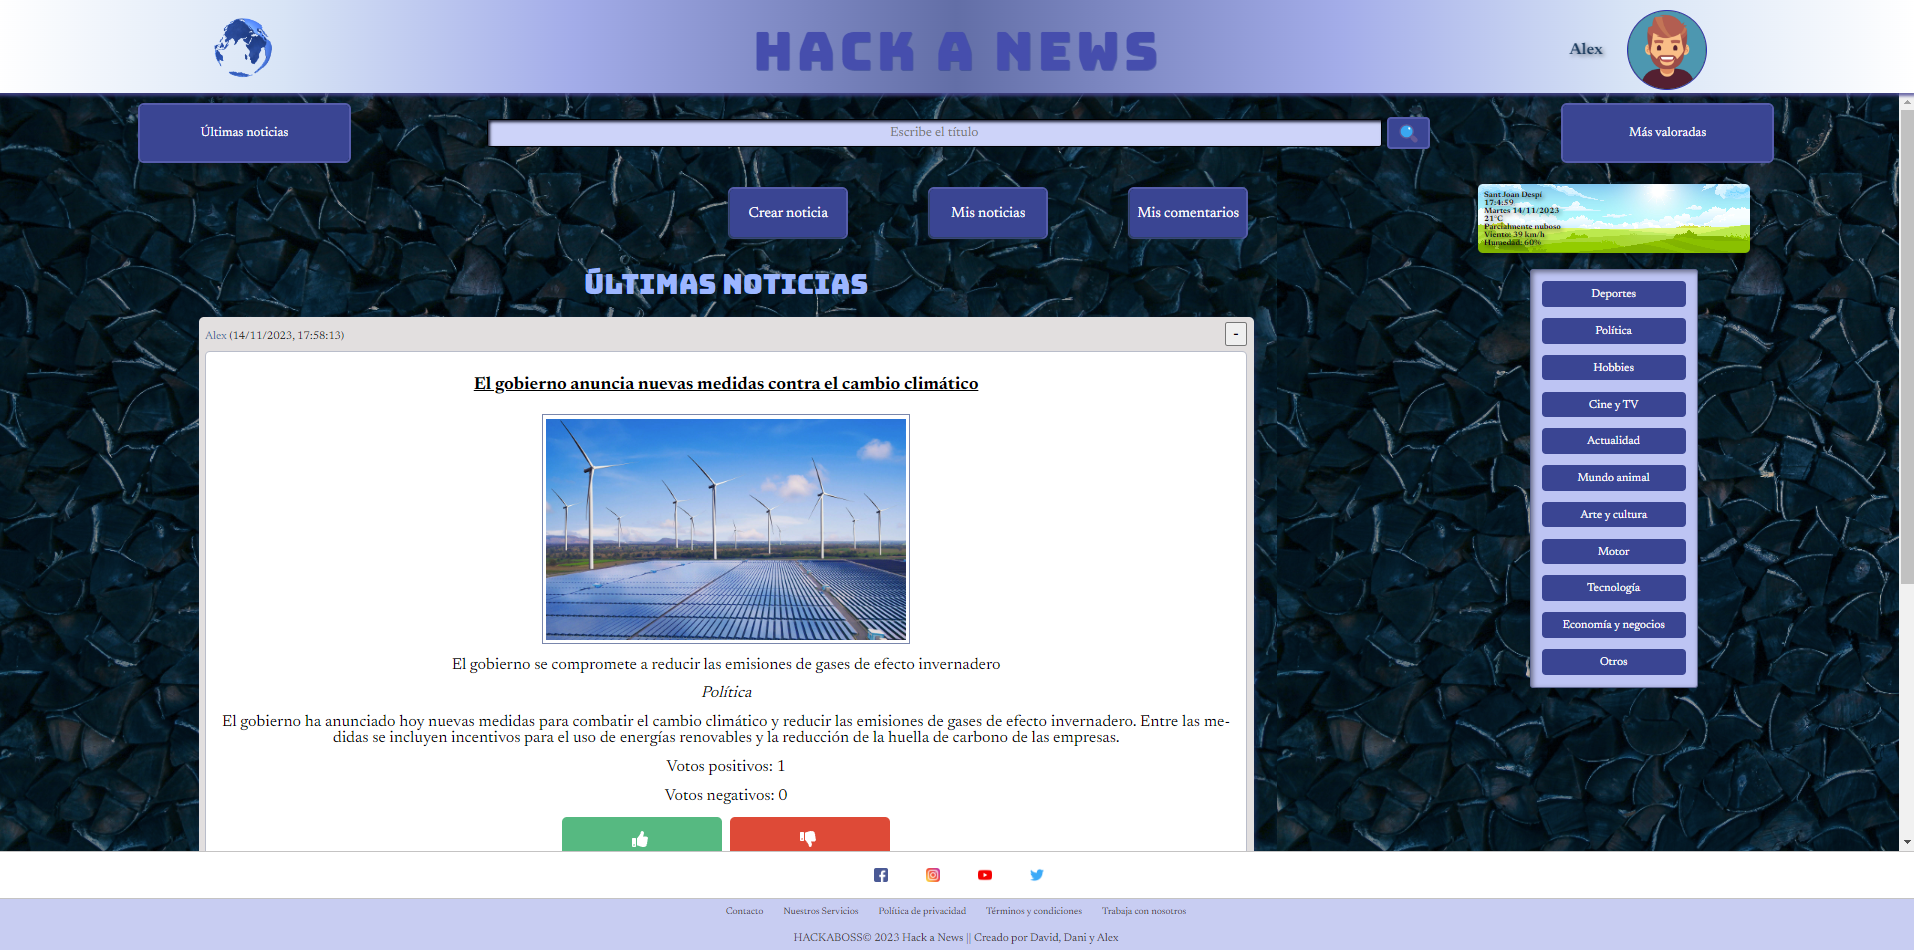 HACK A NEWS
Alex
Últimas noticias
Escribe el título
Más valoradas
Crear noticia
Mis noticias
Mis comentarios
Sant Joan Despí
17:4:59
Martes 14/11/2023
21°C
Parcialmente nuboso
Viento: 39 km/h
Humedad: 60%
ÚLTIMAS NOTICIAS
Alex (14/11/2023, 17:58:13)
-
El gobierno anuncia nuevas medidas contra el cambio climático
El gobierno se compromete a reducir las emisiones de gases de efecto invernadero
Política
El gobierno ha anunciado hoy nuevas medidas para combatir el cambio climático y reducir las emisiones de gases de efecto invernadero. Entre las me-
didas se incluyen incentivos para el uso de energías renovables y la reducción de la huella de carbono de las empresas.
Votos positivos: 1
Votos negativos: 0
Deportes
Política
Hobbies
Cine y TV
Actualidad
Mundo animal
Arte y cultura
Motor
Tecnología
Economía y negocios
Otros
Contacto
Nuestros Servicios
Política de privacidad
Términos y condiciones
Trabaja con nosotros
HACKABOSS© 2023 Hack a News || Creado por David, Dani y Alex